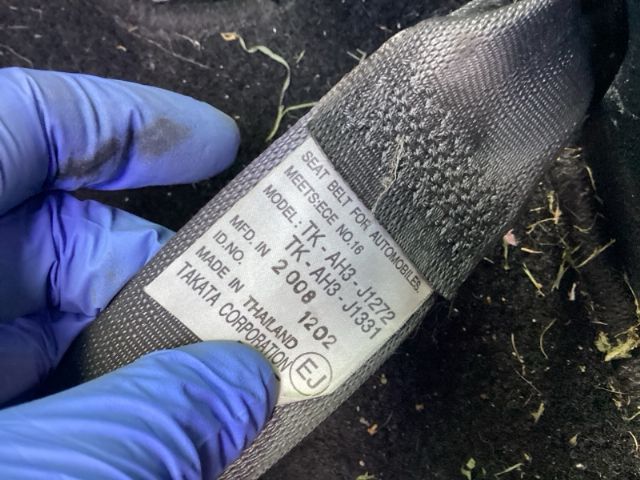 SEAT BELT FOR AUTOMOBILES
MEETS:ECE NO.16
MODEL: TK-AH3-J1272
TK-AH3-J1331
MFD. IN 2008 1202
ID.NO.
MADE IN THAILAND
TAKATA CORPORATION
EJ